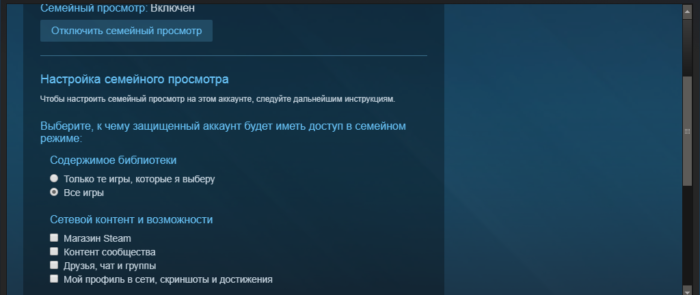 Семейный просмотр: Включен
Отключить семейный просмотр
Настройка семейного просмотра
Чтобы настроить семейный просмотр на этом аккаунте, следуйте дальнейшим инструкциям.
Выберите, к чему защищенный аккаунт будет иметь доступ в семейном
режиме:
Содержимое библиотеки
Только те игры, которые я выберу
Все игры
Сетевой контент и возможности
Магазин Steam
Контент сообщества
Друзья, чат и группы
Мой профиль в сети, скриншоты и достижения